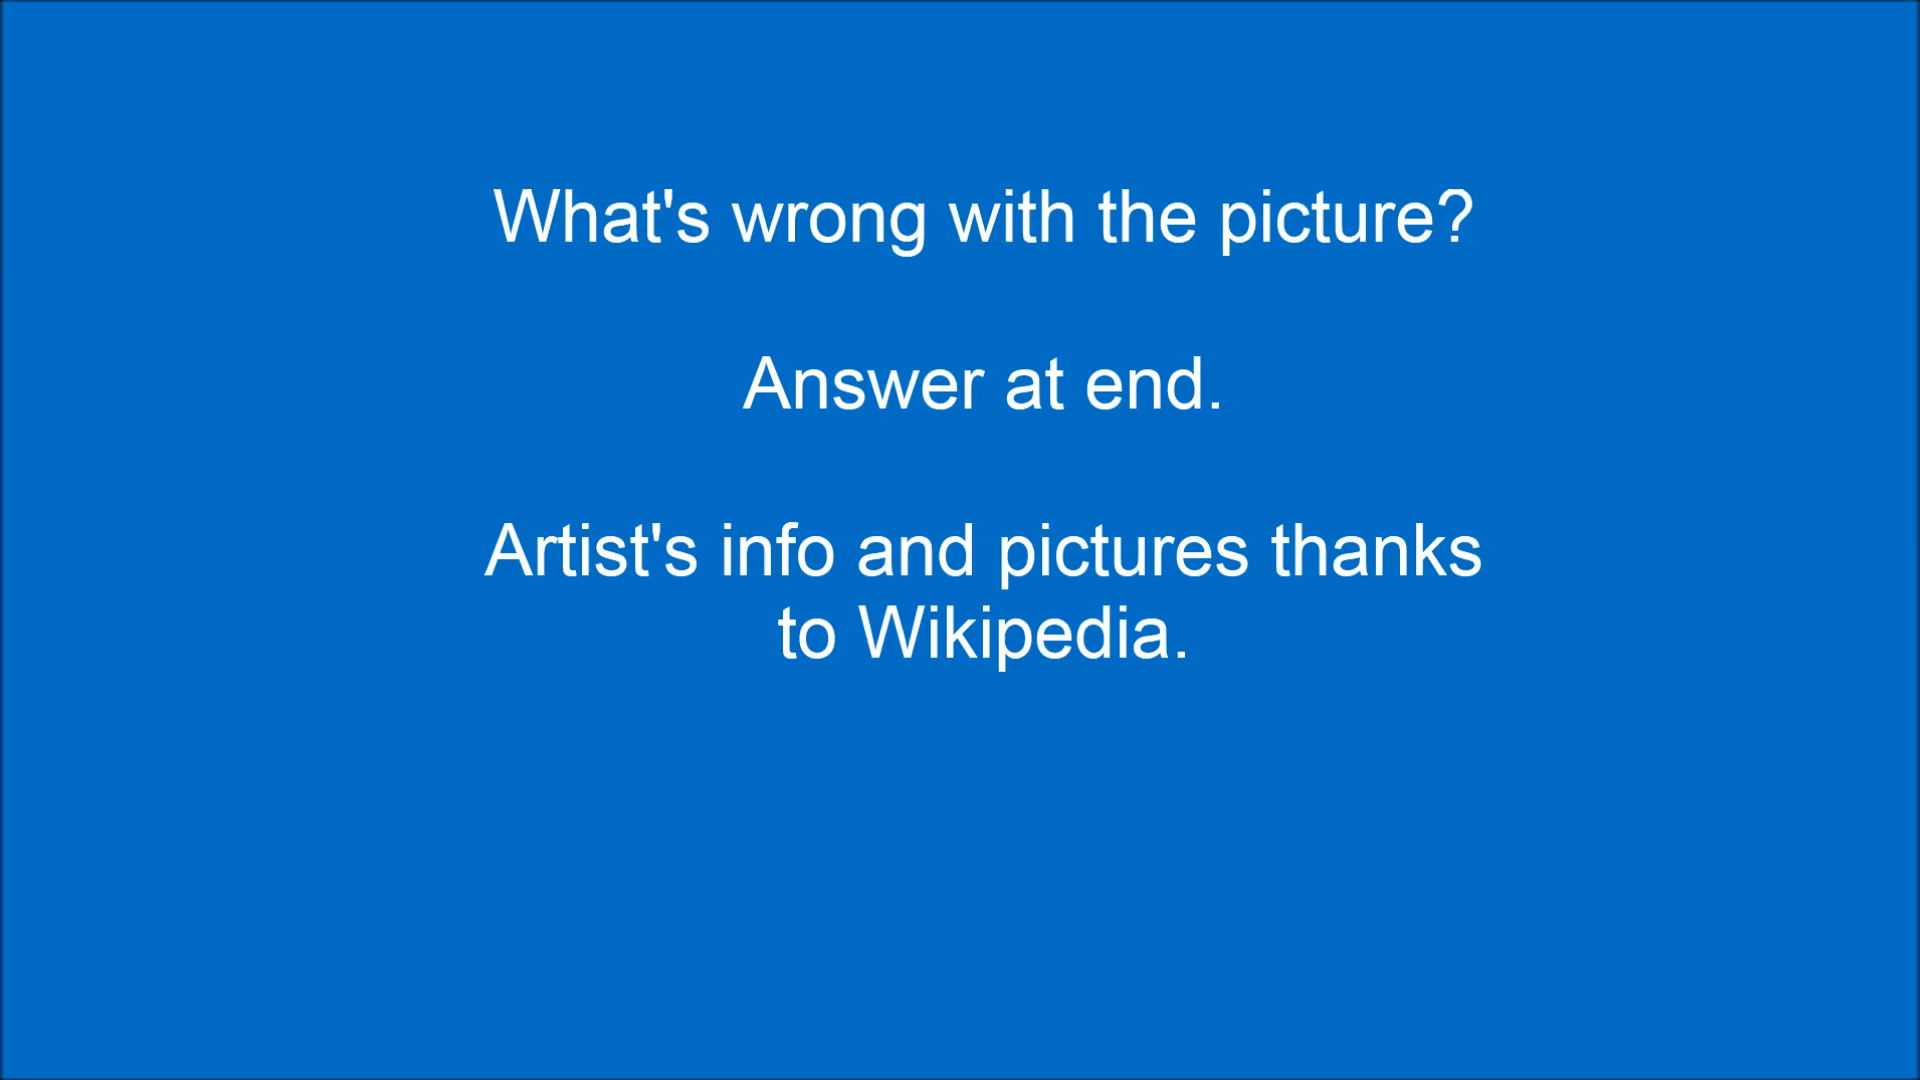 What's wrong with the picture?
Answer at end.
Artist's info and pictures thanks
to Wikipedia.